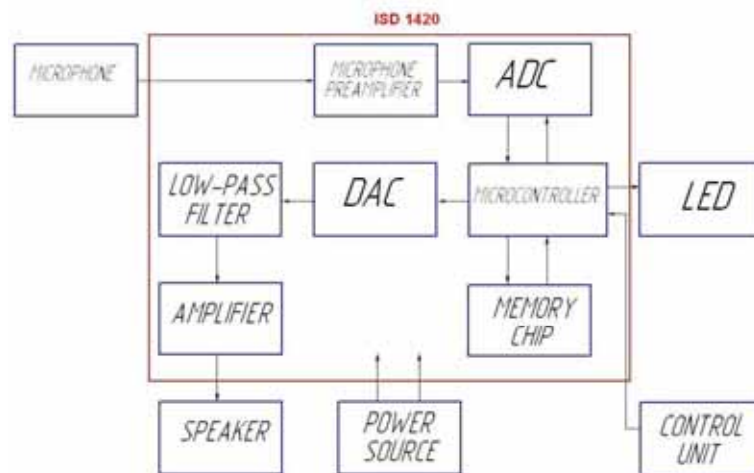 ISD 1420
MICROPHONE
MICROPHONE
PREAMPLIFIER
ADC
LOW-PASS
FILTER
DAC
MICROCONTROLLER
LED
AMPLIFIER
MEMORY
CHIP
SPEAKER
POWER
SOURCE
CONTROL
UNIT